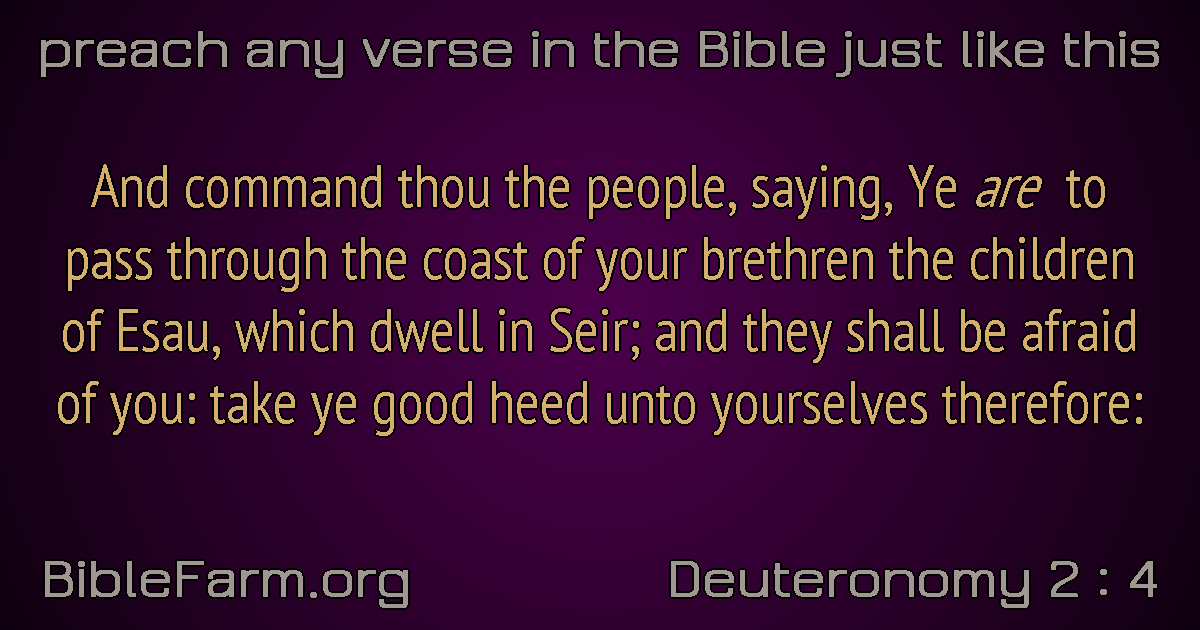 preach any verse in the Bible just like this
And command thou the people, saying, Ye are to
pass through the coast of your brethren the children
of Esau, which dwell in Seir; and they shall be afraid
of you: take ye good heed unto yourselves therefore:
BibleFarm.org
Deuteronomy 2 : 4